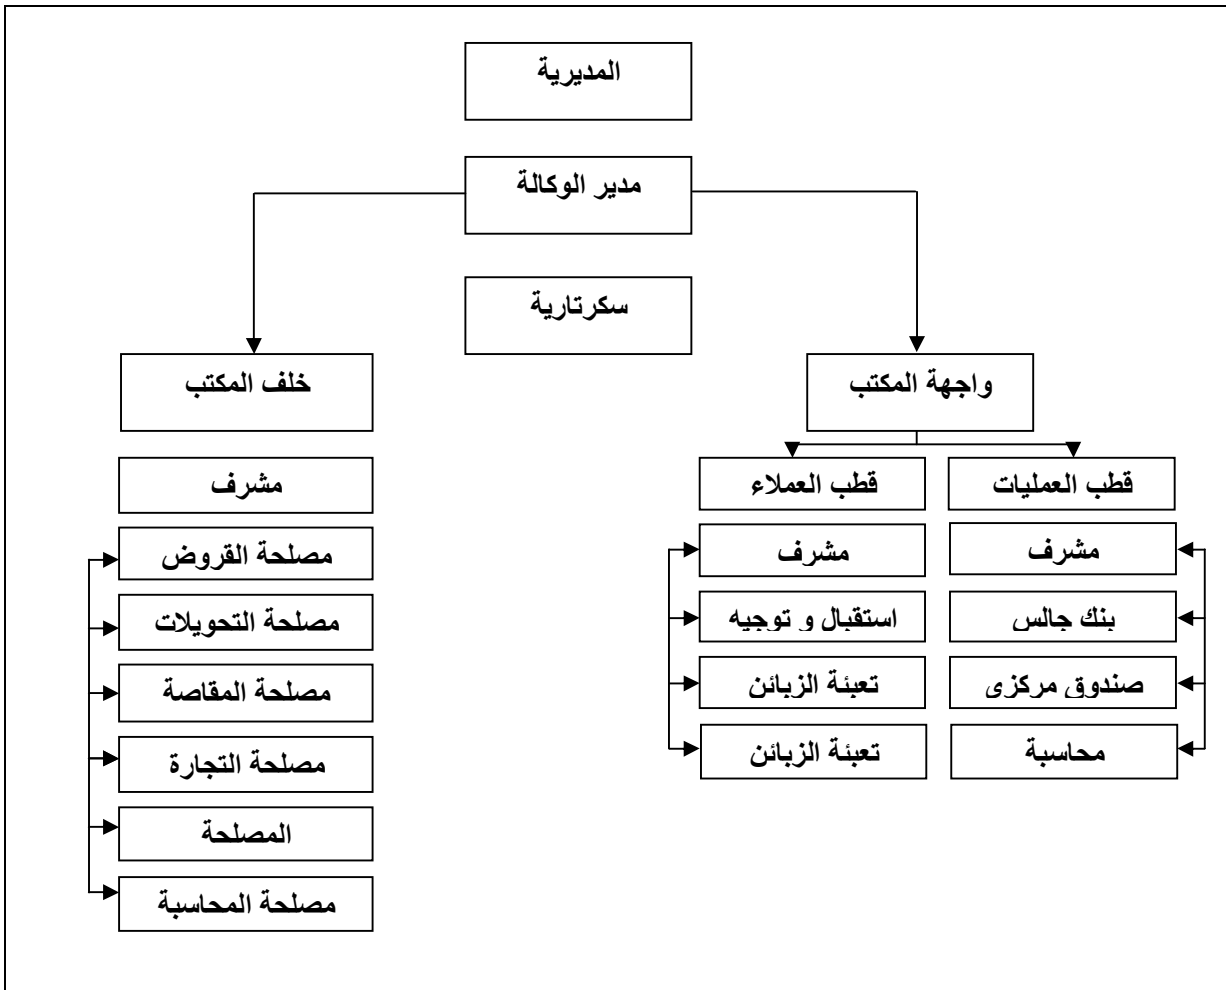 المديرية
مدير الوكالة
سكرتارية
واجهة المكتب
خلف المكتب
قطب العمليات
قطب العملاء
مشرف
مشرف
مشرف
بنك جالس
استقبال و توجيه
مصلحة القروض
صندوق مركزى
تعبئة الزبائن
مصلحة التحويلات
محاسبة
تعبئة الزبائن
مصلحة المقاصة
مصلحة التجارة
المصلحة
مصلحة المحاسبة